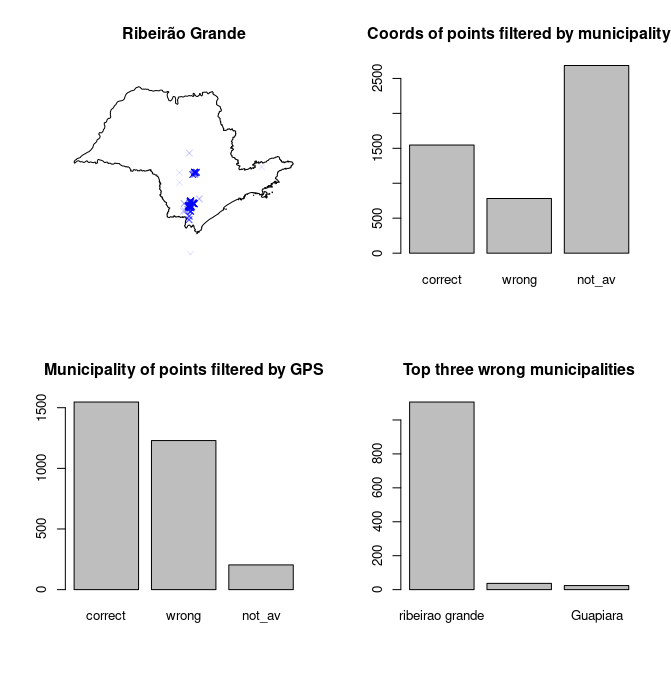 Ribeirão Grande
Coords of points filtered by municipality
0
500
1500
2500
correct wrong not_av
Municipality of points filtered by GPS
0
500
1000
1500
correct wrong not_av
Top three wrong municipalities
0
200
400
600
800
ribeirao grande Guapiara